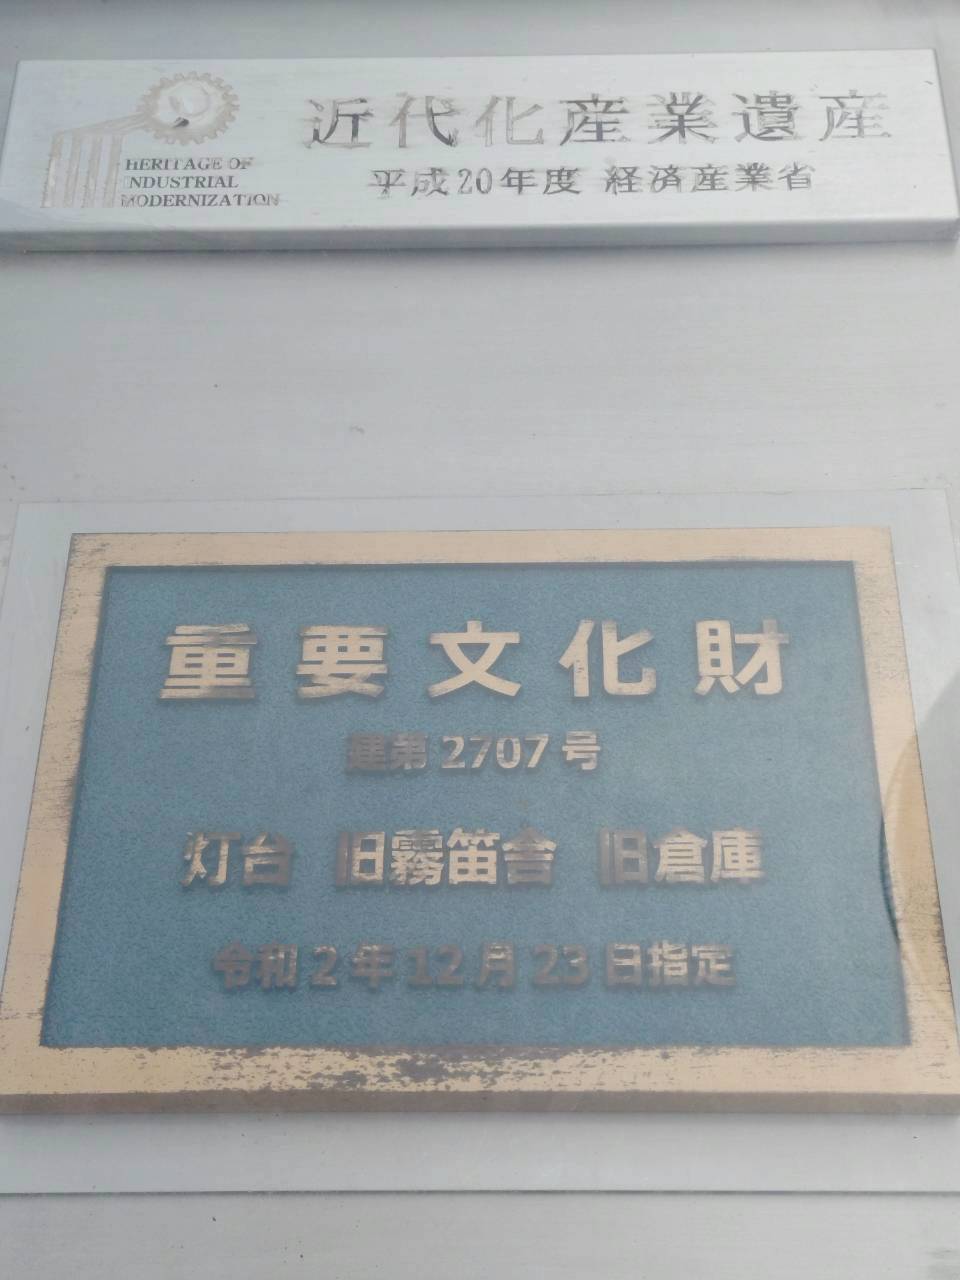 近代化産業遺産
平成20年度 経済産業省
HERITAGE OF
INDUSTRIAL
MODERNIZATION
重要文化財
建第2707号
灯台 旧霧笛舎 旧倉庫
令和2年12月23日指定